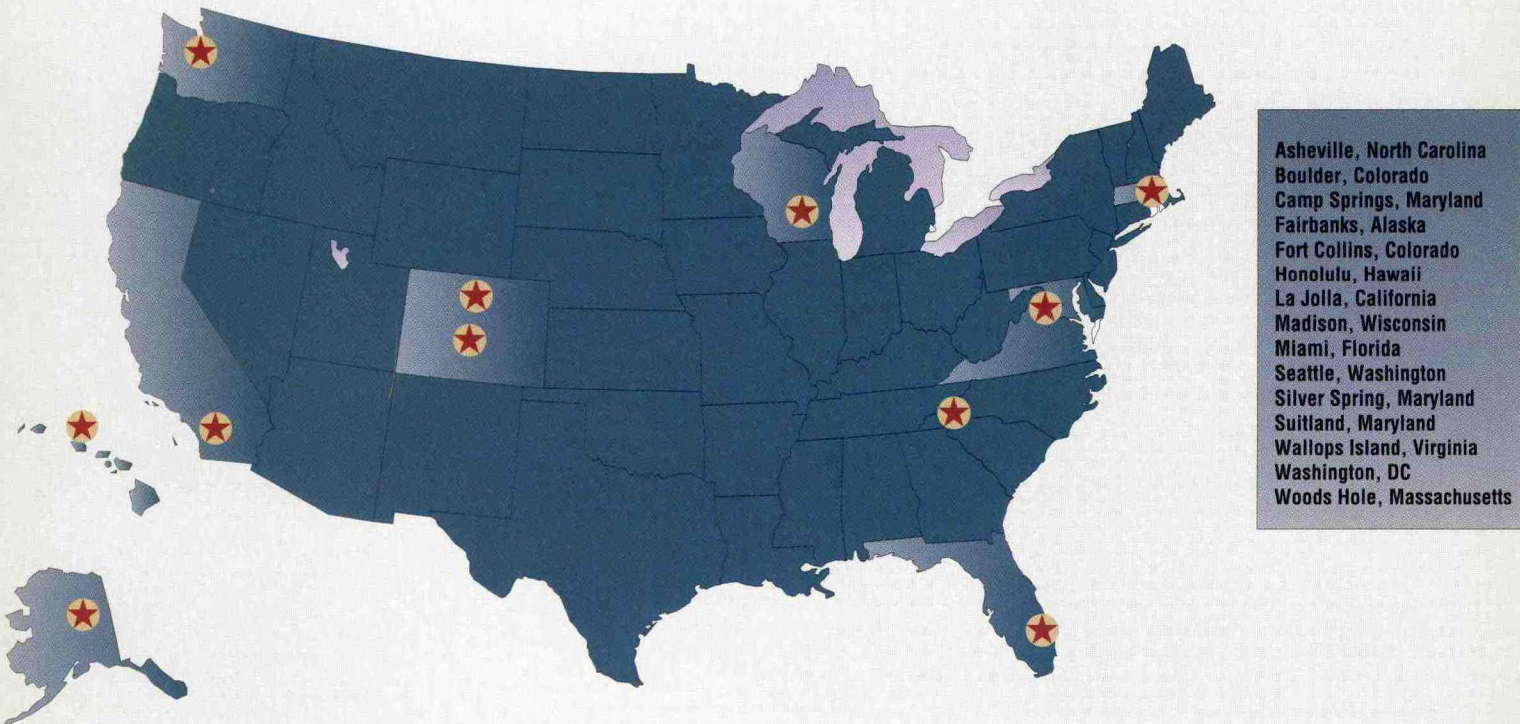 Asheville, North Carolina
Boulder, Colorado
Camp Springs, Maryland
Fairbanks, Alaska
Fort Collins, Colorado
Honolulu, Hawaii
La Jolla, California
Madison, Wisconsin
Miami, Florida
Seattle, Washington
Silver Spring, Maryland
Suitland, Maryland
Wallops Island, Virginia
Washington, DC
Woods Hole, Massachusetts